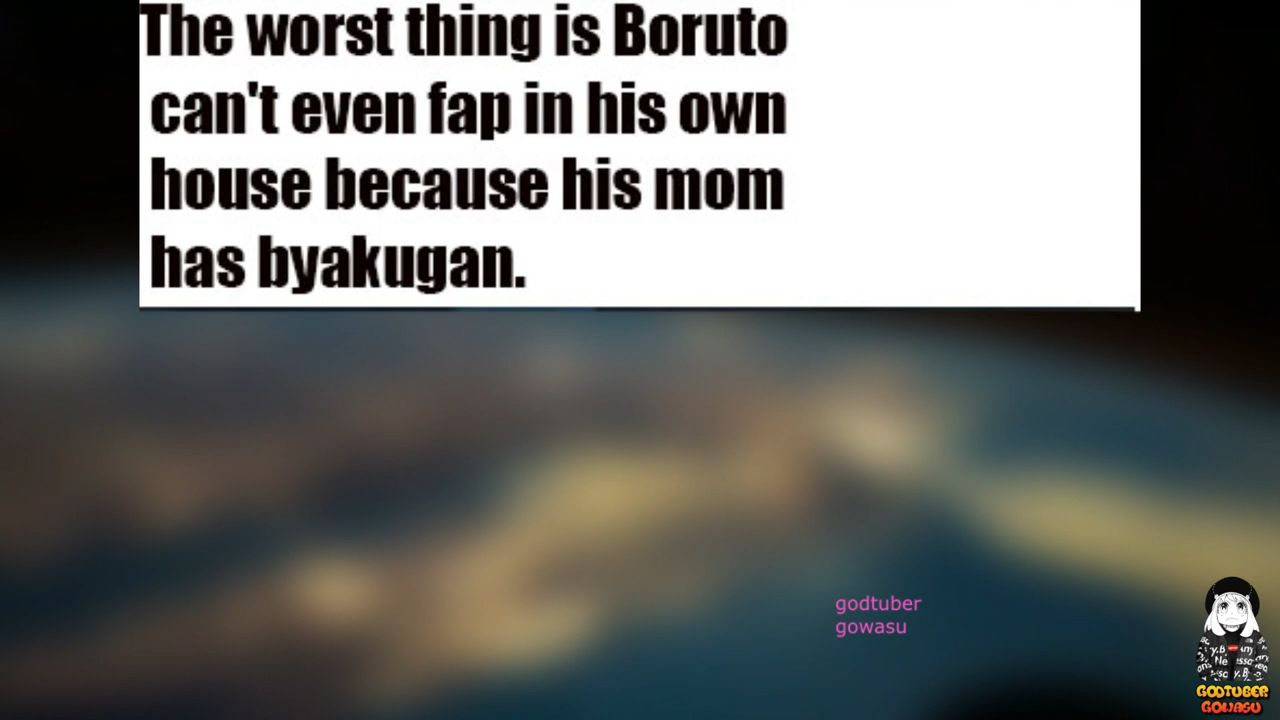 The worst thing is Boruto
can't even fap in his own
house because his mom
has byakugan.
godtuber
gowasu
GODTUBER
GOWASU